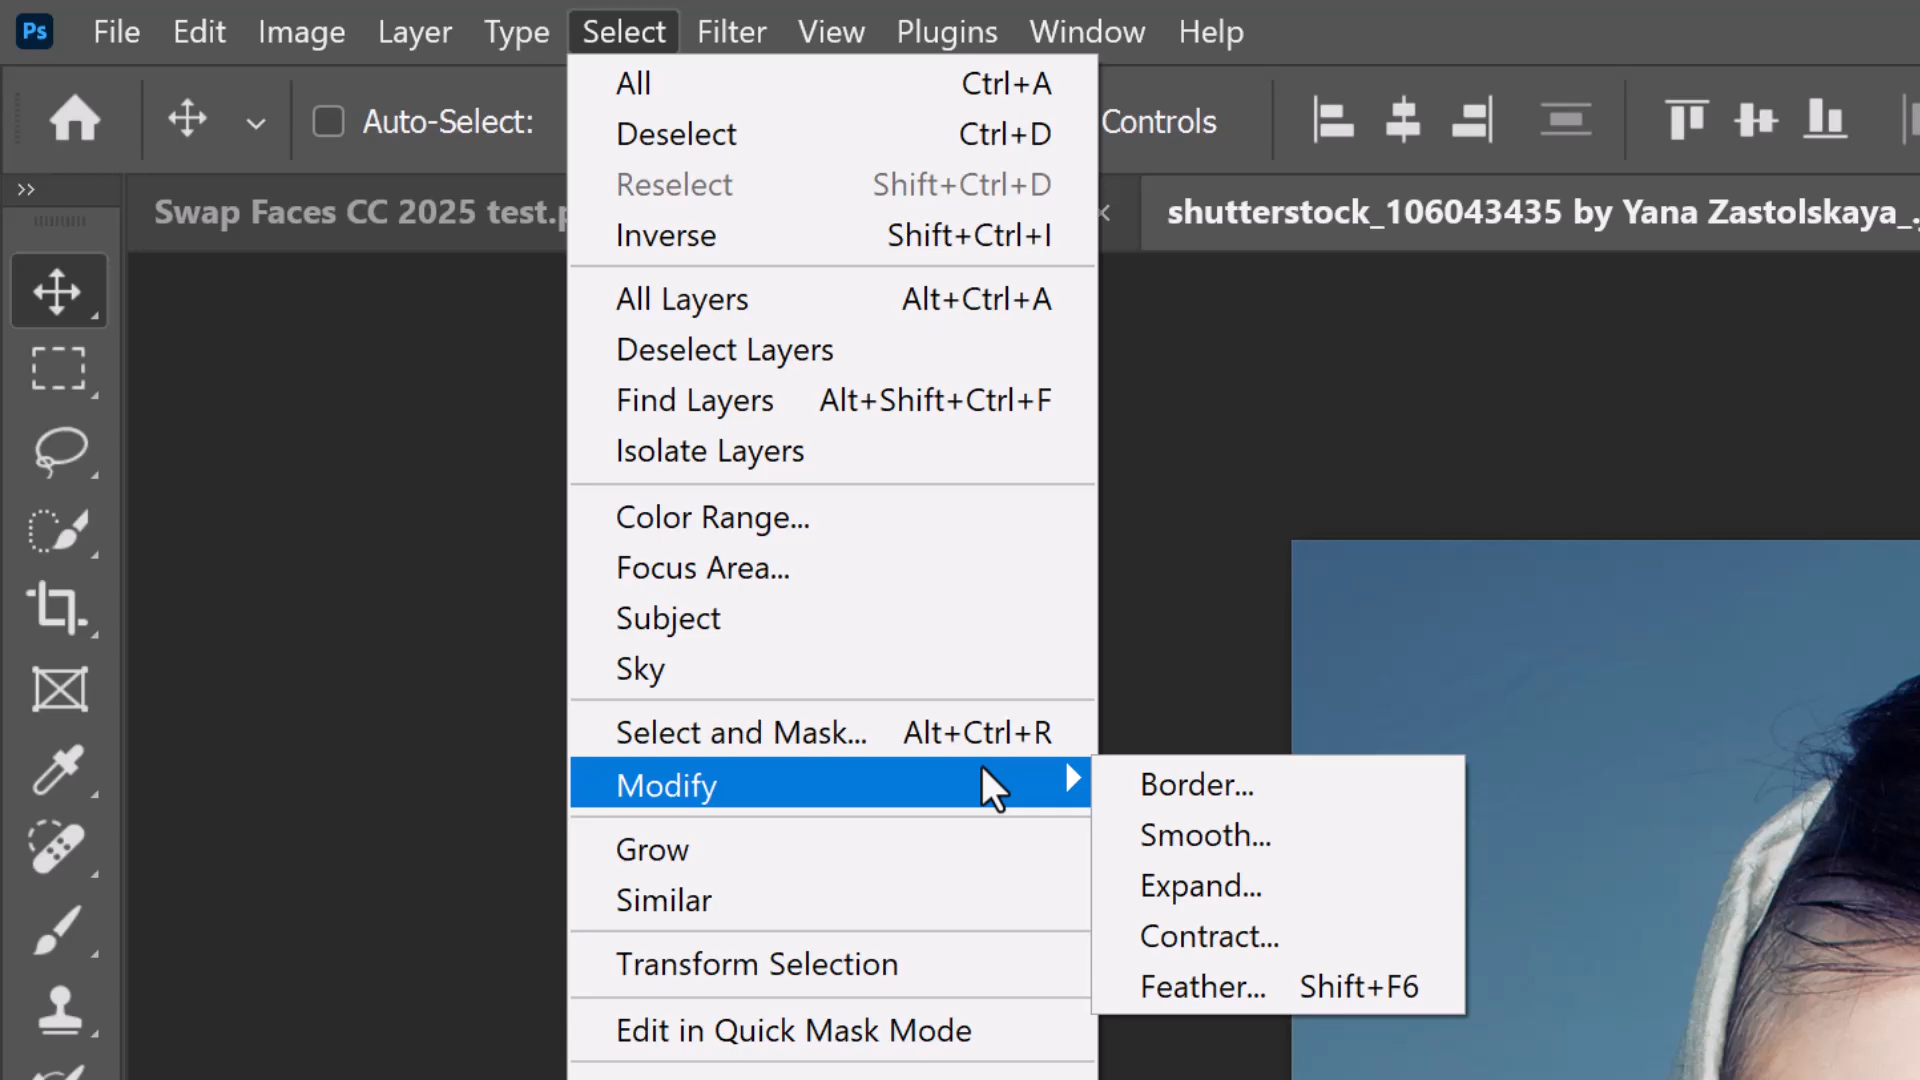 Ps File Edit Image Layer Type Select Filter View Plugins Window Help
Auto-Select: Controls
Swap Faces CC 2025 test.p × shutterstock_106043435 by Yana Zastolskaya_.
All Ctrl+A
Deselect Ctrl+D
Reselect Shift+Ctrl+D
Inverse Shift+Ctrl+I
All Layers Alt+Ctrl+A
Deselect Layers
Find Layers Alt+Shift+Ctrl+F
Isolate Layers
Color Range...
Focus Area...
Subject
Sky
Select and Mask... Alt+Ctrl+R
Modify
Border...
Smooth...
Expand...
Contract...
Feather... Shift+F6
Grow
Similar
Transform Selection
Edit in Quick Mask Mode